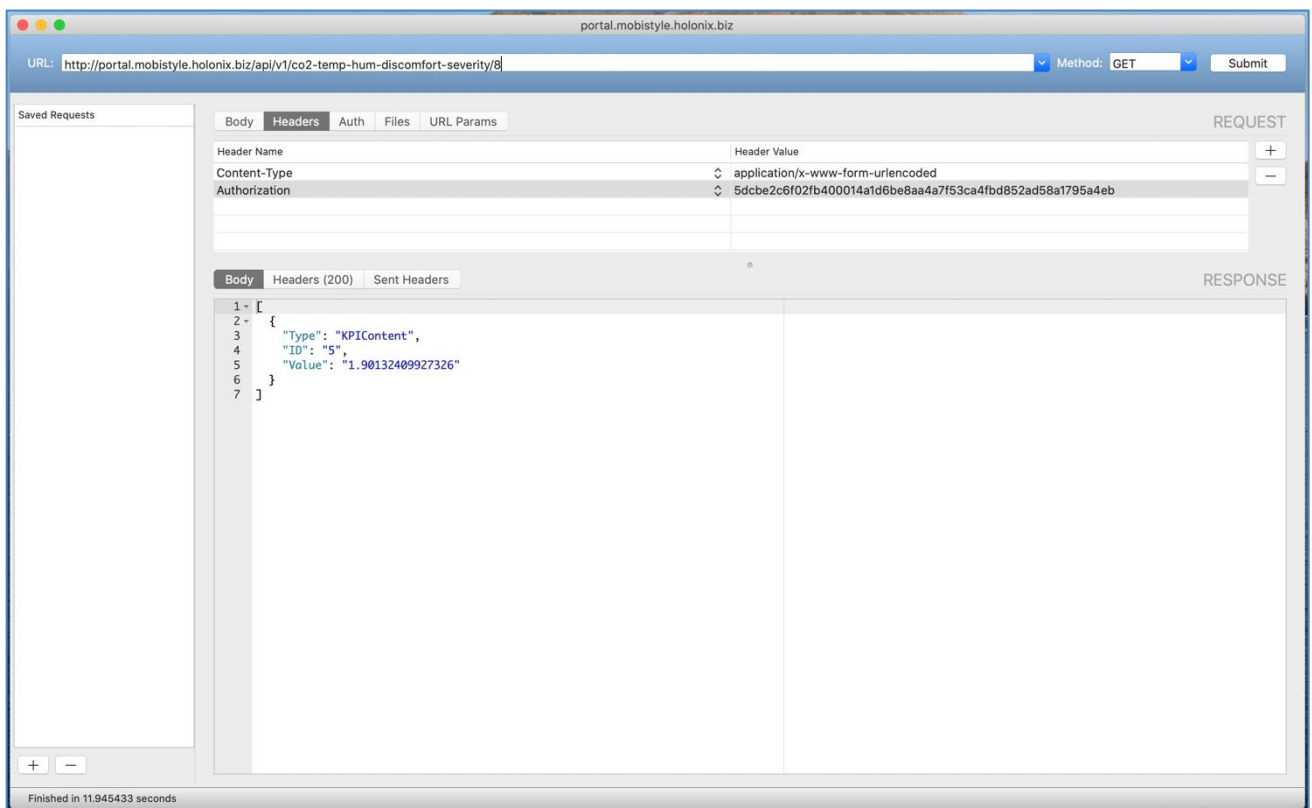 portal.mobistyle.holonix.biz
URL: http://portal.mobistyle.holonix.biz/api/v1/co2-temp-hum-discomfort-severity/8 Method: GET Submit
Saved Requests
Body Headers Auth Files URL Params REQUEST
Header Name Header Value +
Content-Type application/x-www-form-urlencoded −
Authorization 5dcbe2c6f02fb400014a1d6be8aa4a7f53ca4fbd852ad58a1795a4eb
Body Headers (200) Sent Headers RESPONSE
1 [
2 {
3 "Type": "KPIContent",
4 "ID": "5",
5 "Value": "1.90132409927326"
6 }
7 ]
+ −
Finished in 11.945433 seconds